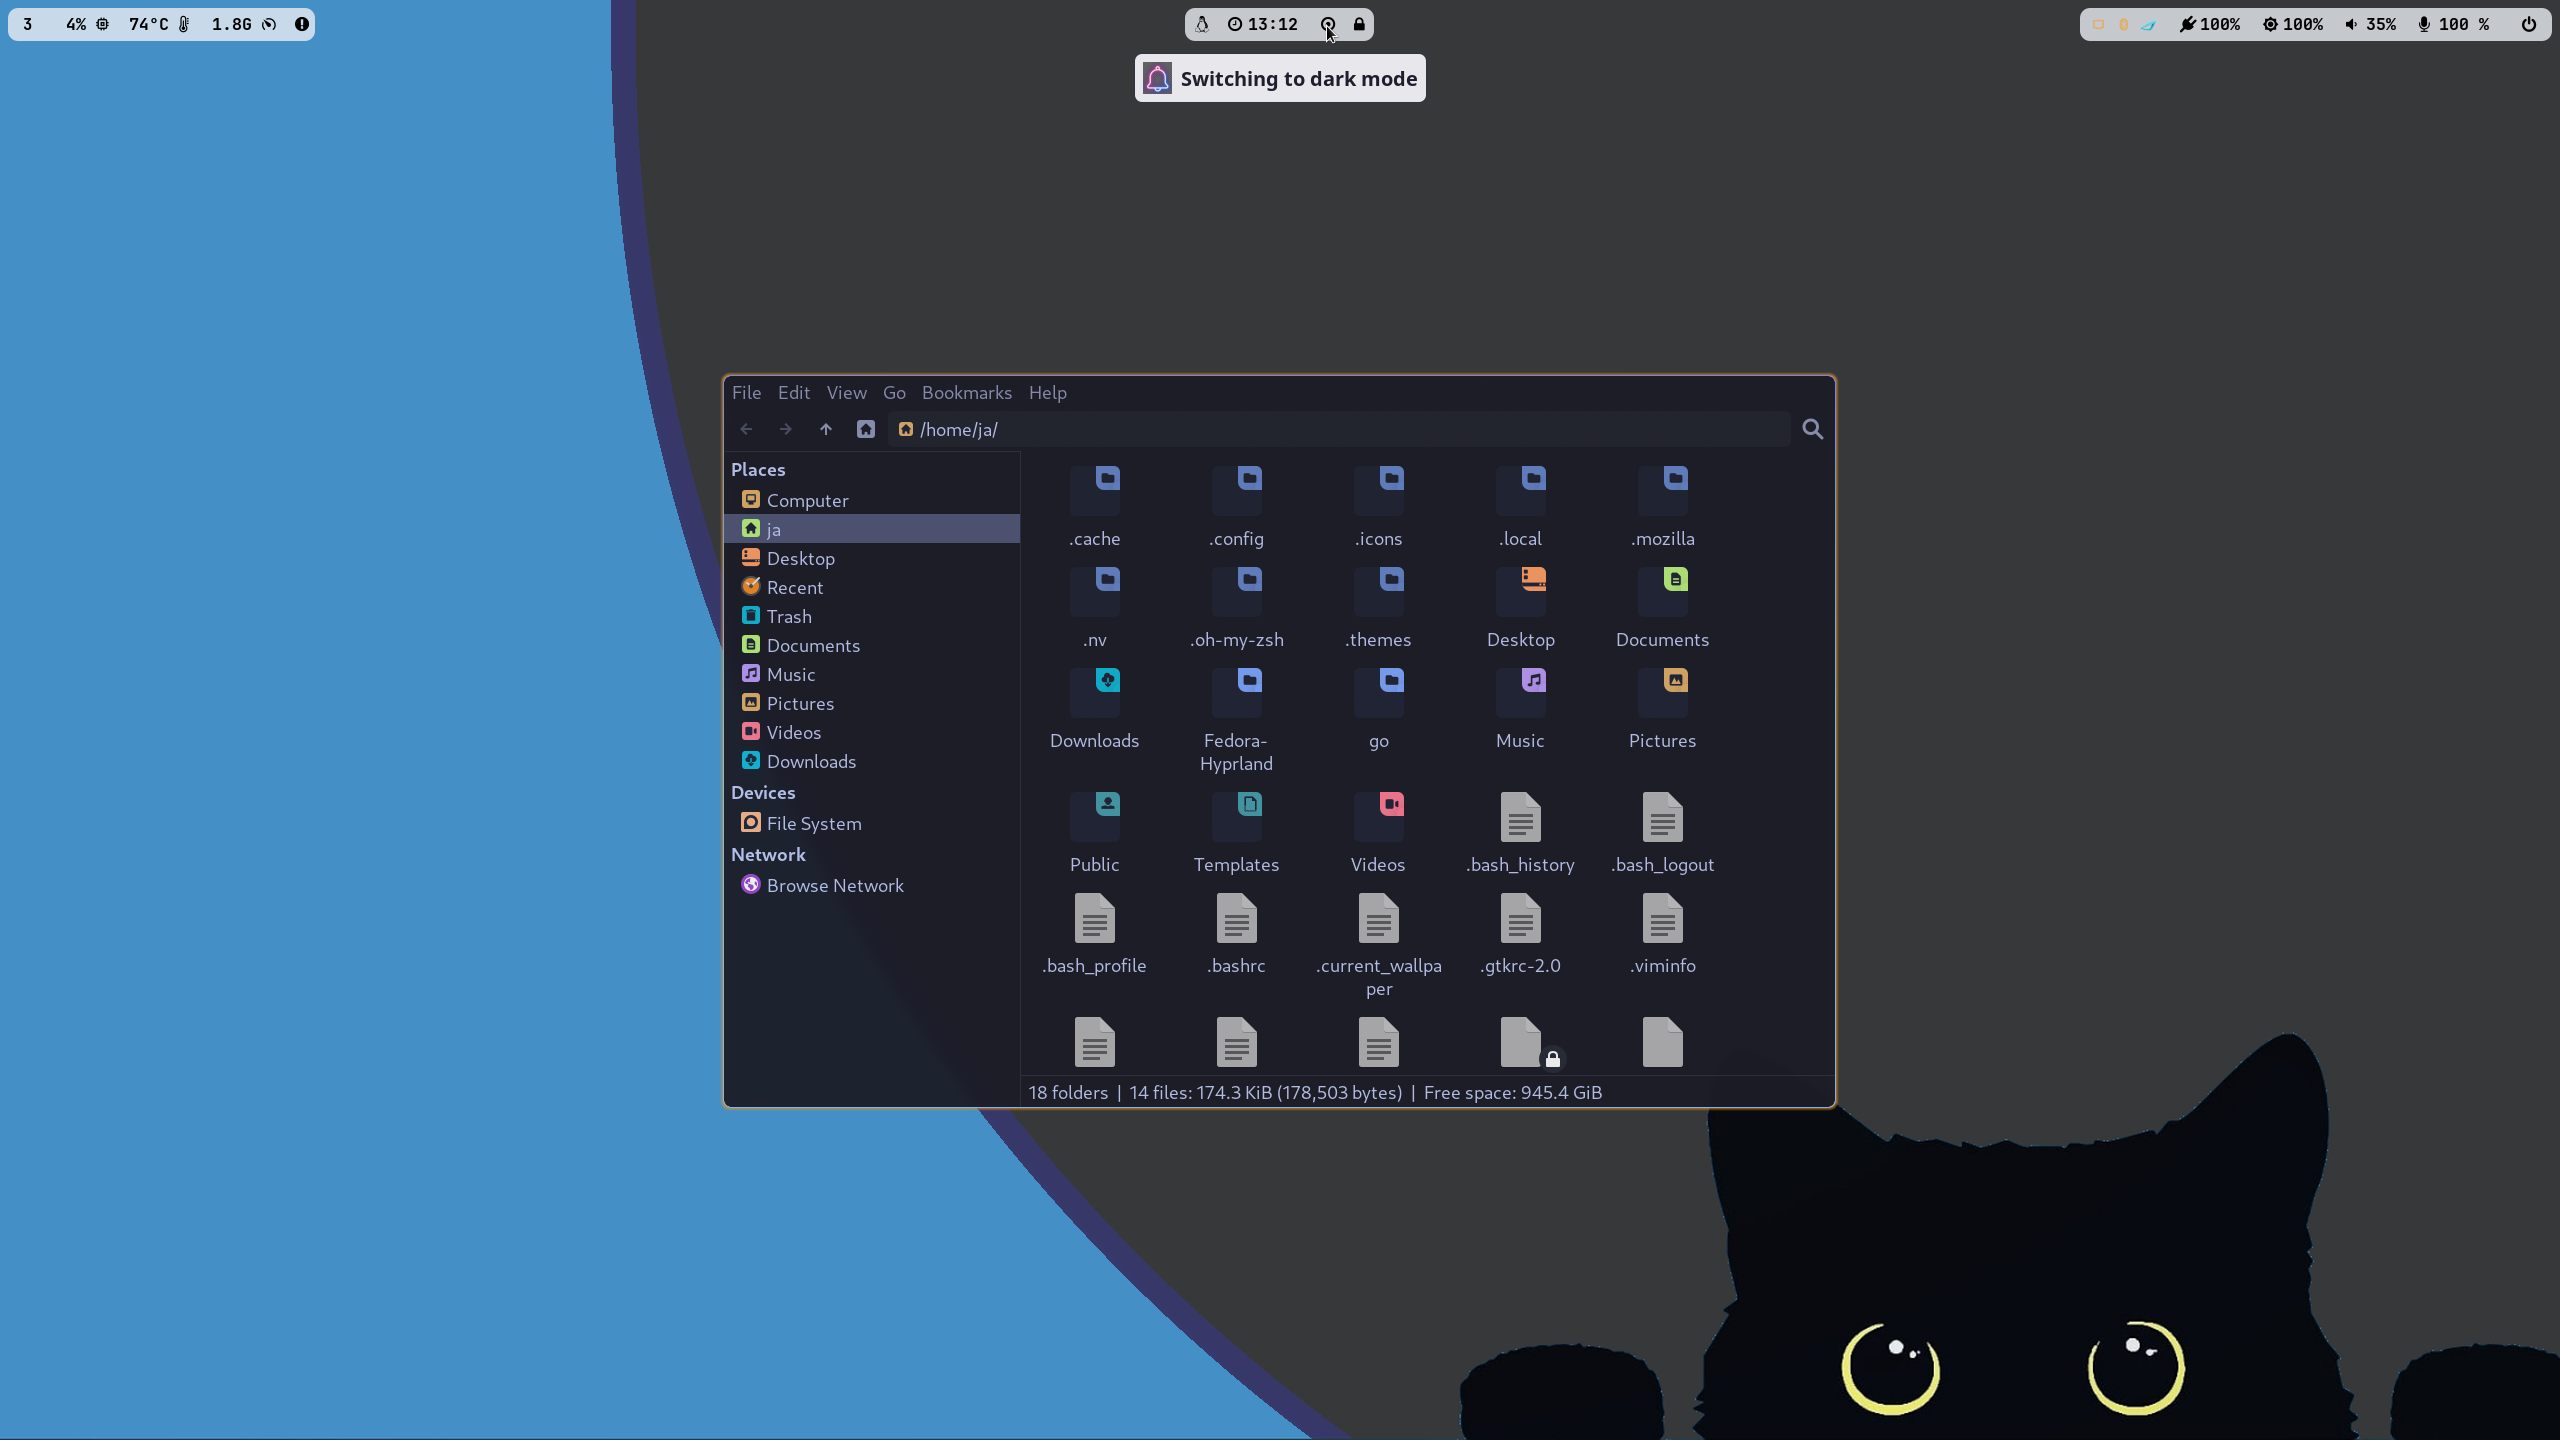 3 4% 74°C 1.8G
13:12
100% 100% 35% 100 %
Switching to dark mode
File Edit View Go Bookmarks Help
/home/ja/
Places
Computer
ja
Desktop
Recent
Trash
Documents
Music
Pictures
Videos
Downloads
Devices
File System
Network
Browse Network
.cache .config .icons .local .mozilla
.nv .oh-my-zsh .themes Desktop Documents
Downloads Fedora- go Music Pictures
Hyprland
Public Templates Videos .bash_history .bash_logout
.bash_profile .bashrc .current_wallpa .gtkrc-2.0 .viminfo
per
18 folders | 14 files: 174.3 KiB (178,503 bytes) | Free space: 945.4 GiB